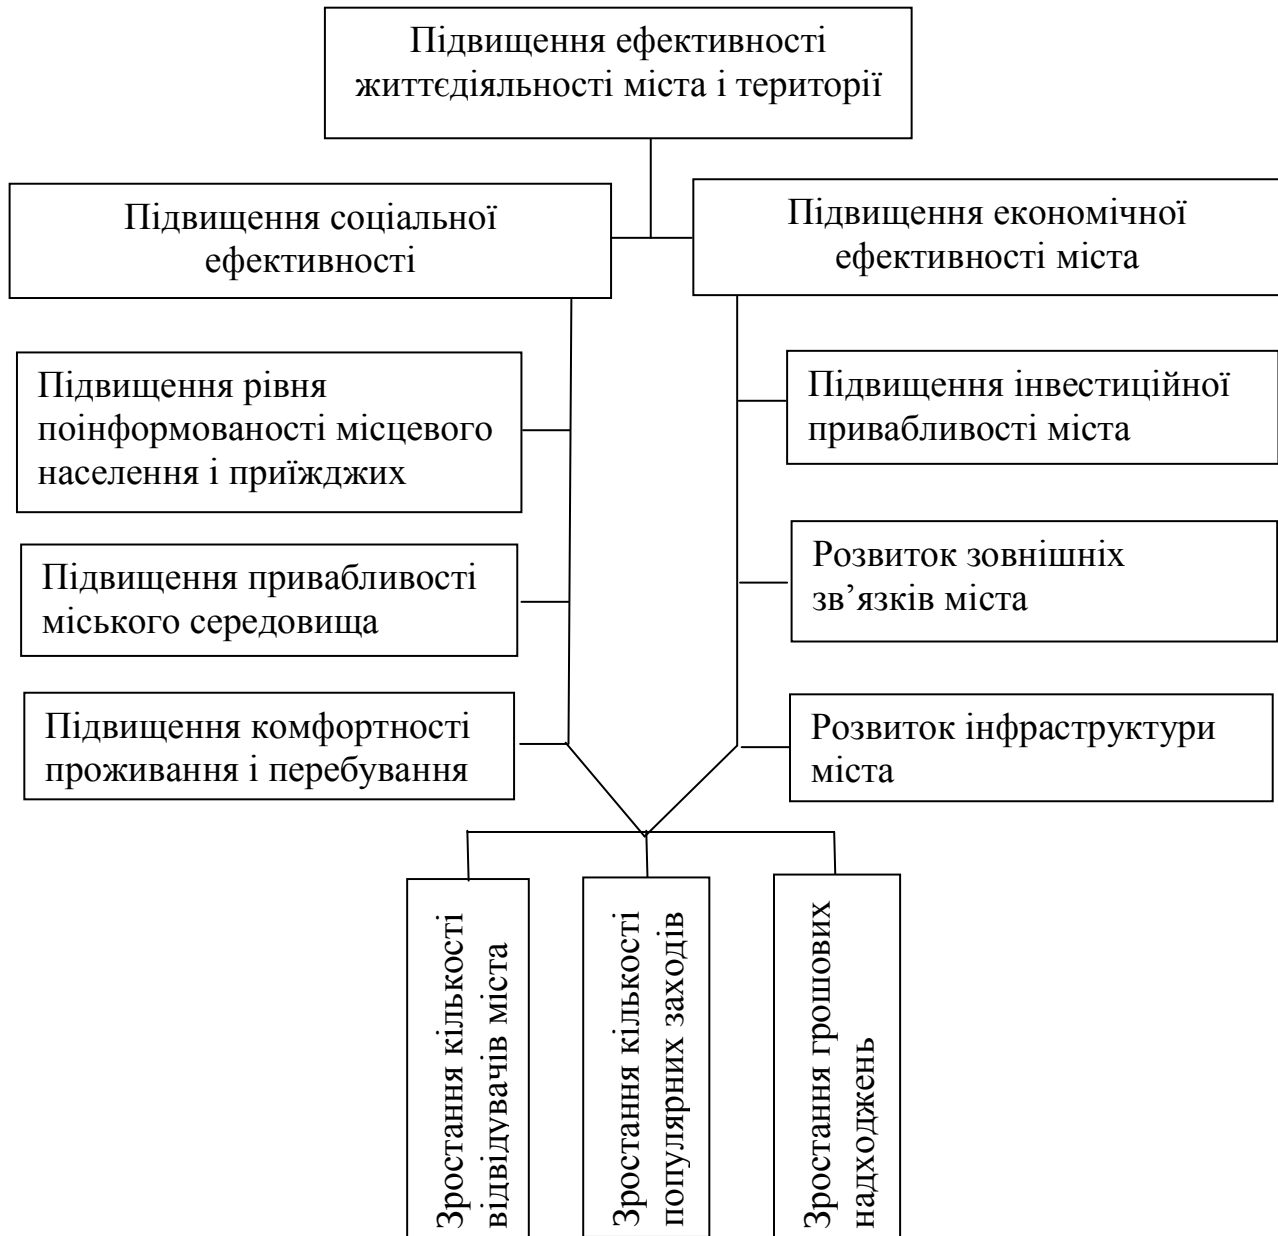 Підвищення ефективності
життєдіяльності міста і території
Підвищення соціальної
ефективності
Підвищення економічної
ефективності міста
Підвищення рівня
поінформованості місцевого
населення і приїжджих
Підвищення інвестиційної
привабливості міста
Підвищення привабливості
міського середовища
Розвиток зовнішніх
зв’язків міста
Підвищення комфортності
проживання і перебування
Розвиток інфраструктури
міста
Зростання кількості
відвідувачів міста
Зростання кількості
популярних заходів
Зростання грошових
надходжень